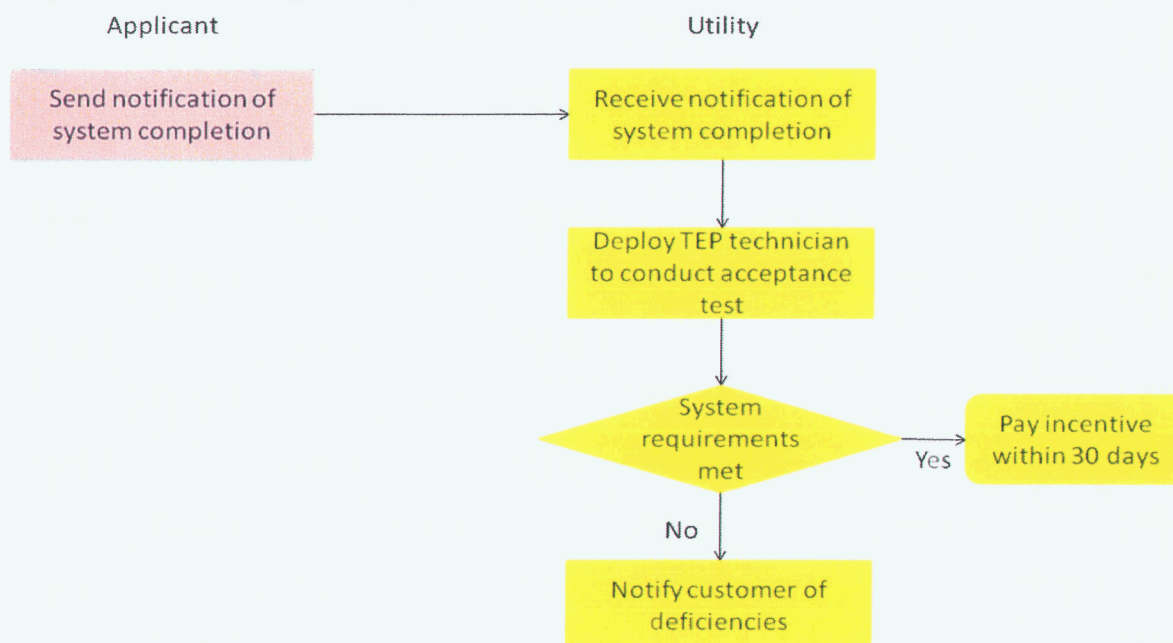 Applicant
Utility
Send notification of
system completion
Receive notification of
system completion
Deploy TEP technician
to conduct acceptance
test
System
requirements
met
Yes
Pay incentive
within 30 days
No
Notify customer of
deficiencies